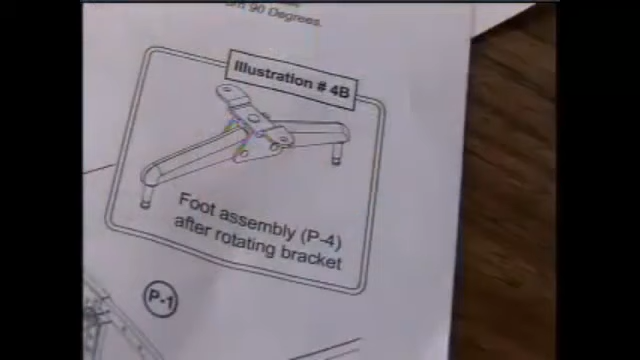 90 Degrees.
Illustration # 4B
Foot assembly (P-4)
after rotating bracket
P-1